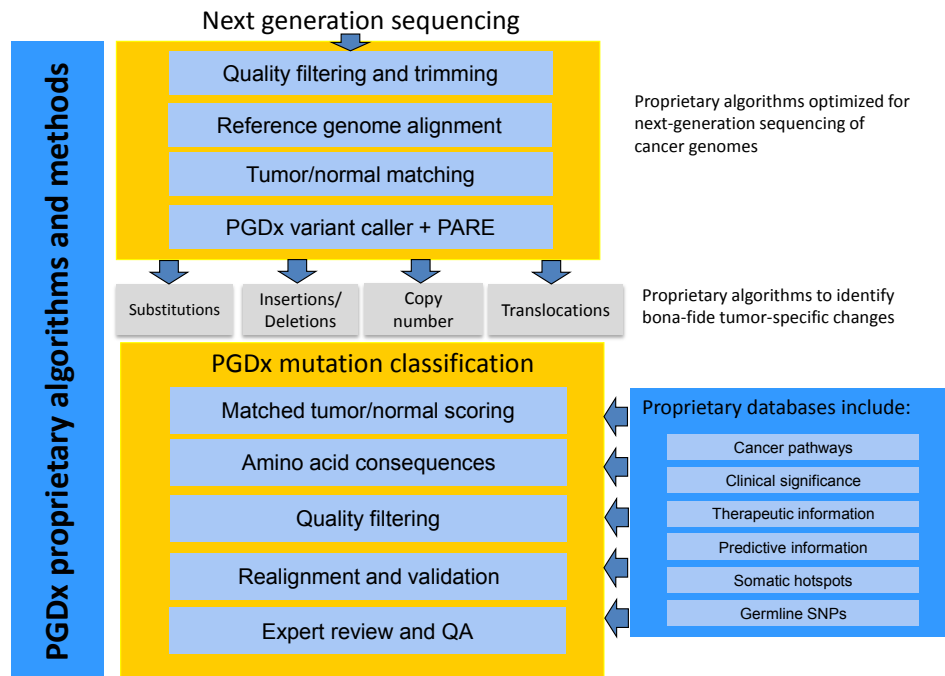 Next generation sequencing
PGDx proprietary algorithms and methods
Quality filtering and trimming
Reference genome alignment
Tumor/normal matching
PGDx variant caller + PARE
Proprietary algorithms optimized for
next-generation sequencing of
cancer genomes
Substitutions
Insertions/
Deletions
Copy
number
Translocations
Proprietary algorithms to identify
bona-fide tumor-specific changes
PGDx mutation classification
Matched tumor/normal scoring
Amino acid consequences
Quality filtering
Realignment and validation
Expert review and QA
Proprietary databases include:
Cancer pathways
Clinical significance
Therapeutic information
Predictive information
Somatic hotspots
Germline SNPs